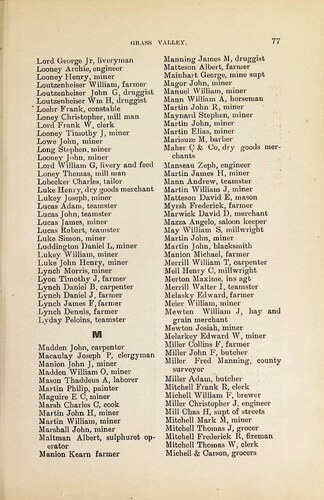 GRASS VALLEY.
77
Lord George Jr, liveryman
Looney Archie, engineer
Looney Henry, miner
Loutzenheiser William, farmer
Loutzenheiser John G, druggist
Loutzenheiser Wm H, druggist
Loehr Frank, constable
Loney Christopher, mill man
Lord Frank W, clerk
Looney Timothy J, miner
Lowe John, miner
Long Stephen, miner
Looney John, miner
Lord William G, livery and feed
Loney Thomas, mill man
Lobecker Charles, tailor
Luke Henry, dry goods merchant
Lukey Joseph, miner
Lucas Adam, teamster
Lucas John, teamster
Lucas James, miner
Lucas Robert, teamster
Luke Simon, miner
Luddington Daniel L, miner
Lukey William, miner
Luke John Henry, miner
Lynch Morris, miner
Lyon Timothy J, farmer
Lynch Daniel B, carpenter
Lynch Daniel J, farmer
Lynch James F, farmer
Lynch Dennis, farmer
Lyday Peloins, teamster
M
Madden John, carpenter
Macaulay Joseph P, clergyman
Manion John J, miner
Madden William O, miner
Mason Thaddeus A, laborer
Martin Philip, painter
Maguire E C, miner
Marsh Charles C, cook
Martin John H, miner
Martin William, miner
Marshall John, miner
Maltman Albert, sulphuret op-
erator
Manion Kearn farmer
Manning James M, druggist
Matteson Albert, farmer
Mainhart George, mine supt
Magor John, miner
Manuel William, miner
Mann William A, horseman
Martin John R, miner
Maynard Stephen, miner
Martin John, miner
Martin Elias, miner
Mariouze M, barber
Maher C & Co, dry goods mer-
chants
Manseau Zeph, engineer
Martin James H, miner
Mann Andrew, teamster
Martin William J, miner
Matteson David E, mason
Myrsh Frederick, farmer
Marwick David D, merchant
Mazza Angelo, saloon keeper
May William S, millwright
Martin John, miner
Martin John, blacksmith
Manion Michael, farmer
Merrill William T, carpenter
Mell Henry C, millwright
Merton Maxime, ins agt
Merrill Walter I, teamster
Melasky Edward, farmer
Meier William, miner
Mewten William J, hay and
grain merchant
Mewton Josiah, miner
Melarkey Edward W, miner
Miller Collins F, farmer
Miller John F, butcher
Miller Fred Manning, county
surveyor
Miller Adam, butcher
Mitchell Frank R, clerk
Michell William F, brewer
Miller Christopher J, engineer
Mill Chas H, supt of streets
Mitchell Mark M, miner
Mitchell Thomas J, grocer
Mitchell Frederick R, fireman
Mitchell Thomas W, clerk
Michell & Carson, grocers